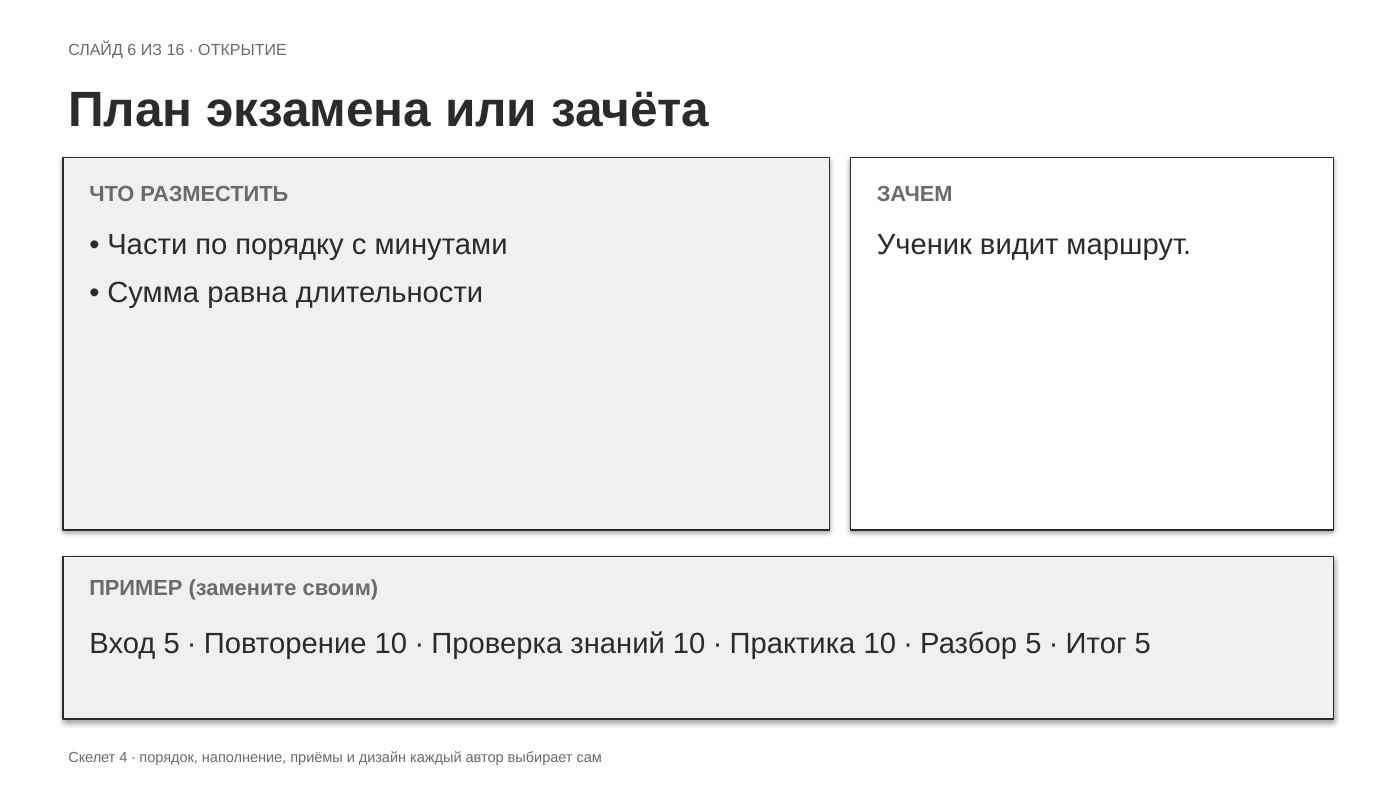 СЛАЙД 6 ИЗ 16 · ОТКРЫТИЕ
План экзамена или зачёта
ЧТО РАЗМЕСТИТЬ
• Части по порядку с минутами
• Сумма равна длительности
ЗАЧЕМ
Ученик видит маршрут.
ПРИМЕР (замените своим)
Вход 5 · Повторение 10 · Проверка знаний 10 · Практика 10 · Разбор 5 · Итог 5
Скелет 4 · порядок, наполнение, приёмы и дизайн каждый автор выбирает сам